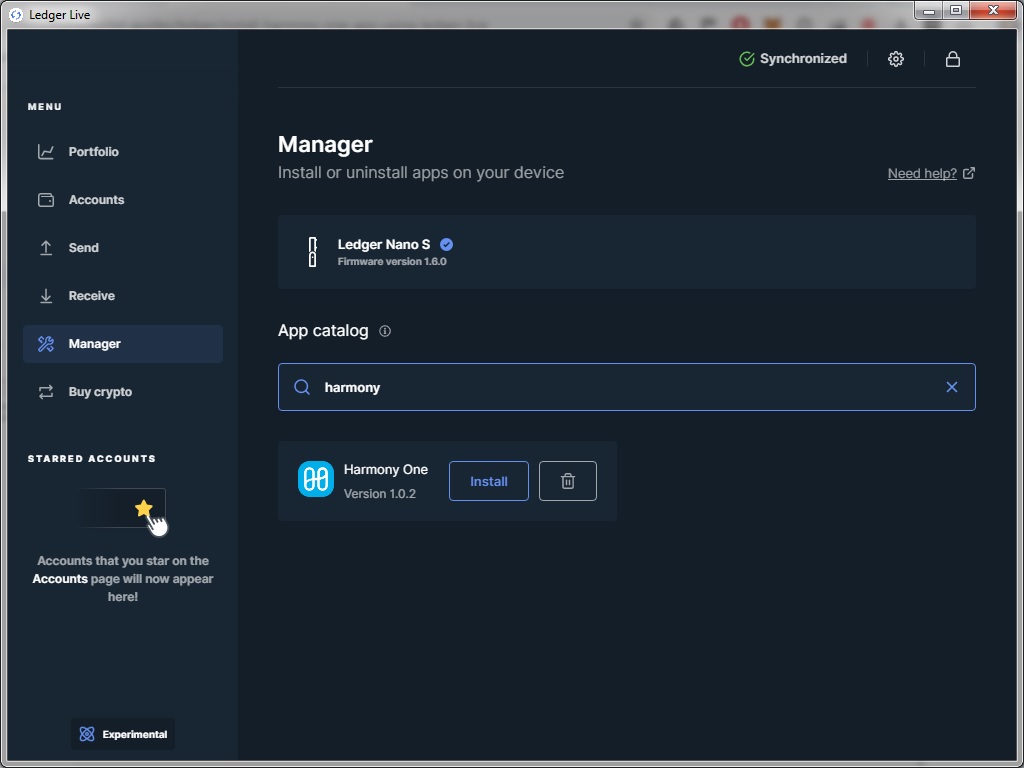 Ledger Live
Synchronized
MENU
Portfolio
Accounts
Send
Receive
Manager
Buy crypto
STARRED ACCOUNTS
Accounts that you star on the
Accounts page will now appear
here!
Experimental
Manager
Install or uninstall apps on your device
Need help?
Ledger Nano S
Firmware version 1.6.0
App catalog
harmony
Harmony One
Version 1.0.2
Install